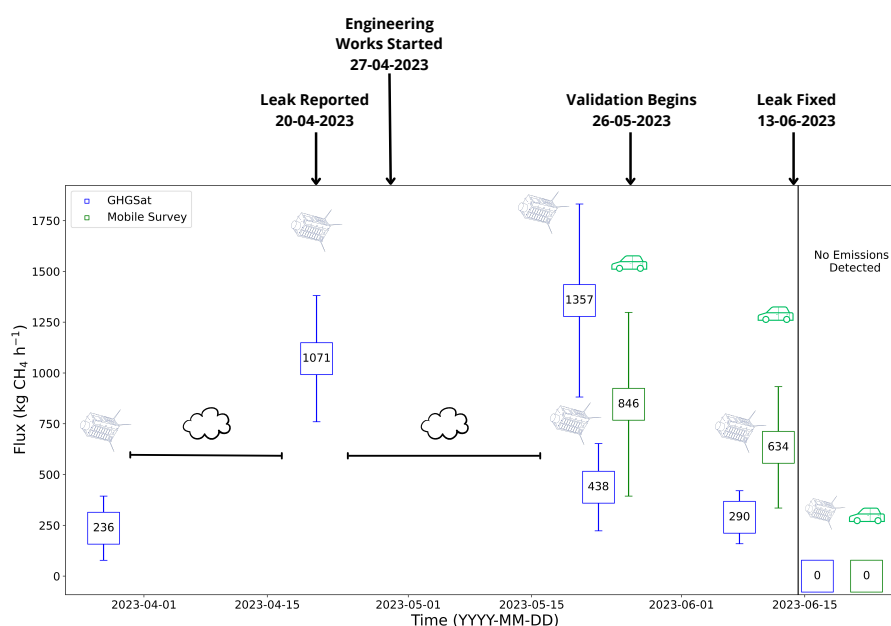 Engineering
Works Started
27-04-2023
Leak Reported
20-04-2023
Validation Begins
26-05-2023
Leak Fixed
13-06-2023
GHGSat
Mobile Survey
No Emissions
Detected
Flux (kg CH₄ h⁻¹)
1750
1500
1250
1000
750
500
250
0
236
1071
1357
438
846
290
634
0
0
2023-04-01
2023-04-15
2023-05-01
2023-05-15
2023-06-01
2023-06-15
Time (YYYY-MM-DD)